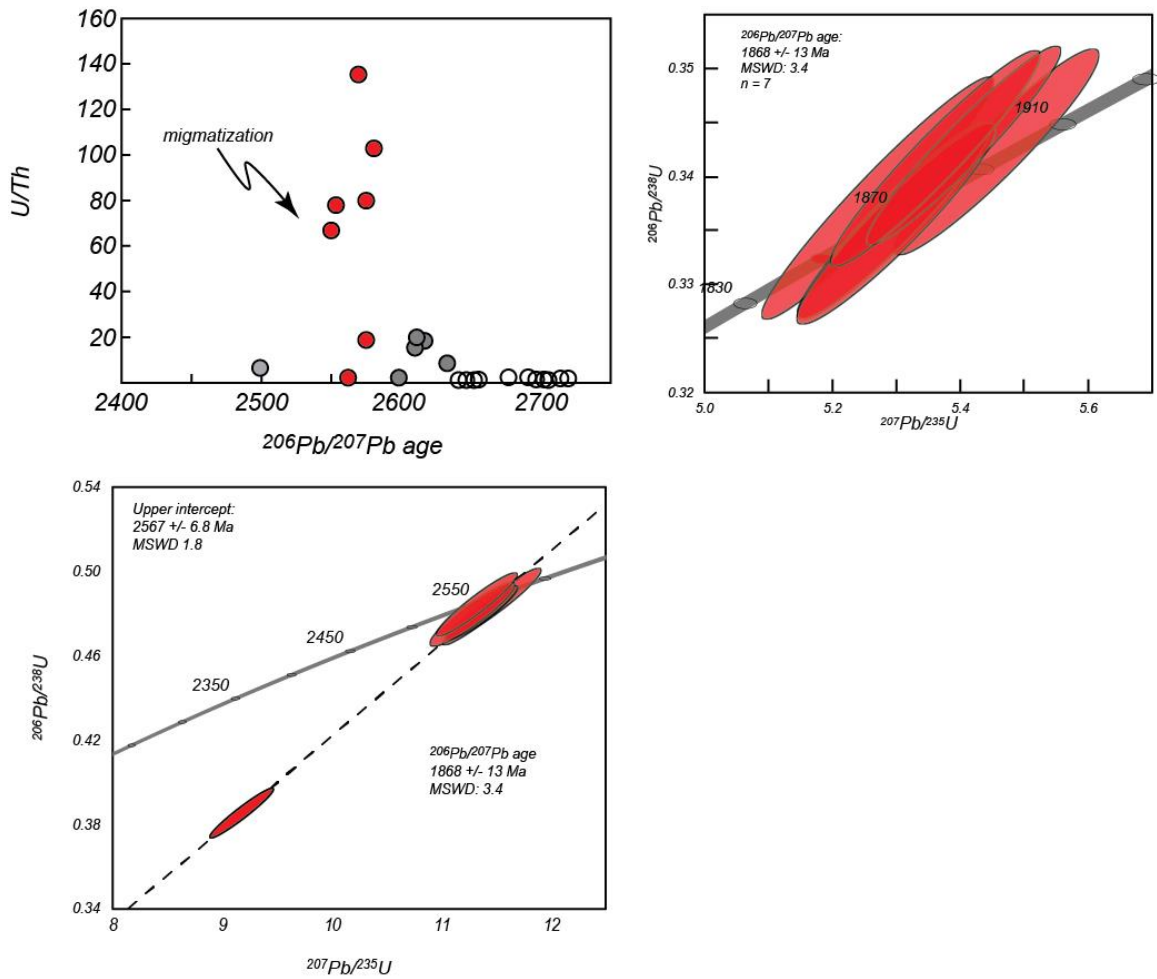 160
140
120
100
80
60
40
20
U/Th
migmatization
2400
2500
2600
2700
²⁰⁶Pb/²⁰⁷Pb age
²⁰⁶Pb/²⁰⁷Pb age:
1868 +/- 13 Ma
MSWD: 3.4
n = 7
0.35
0.34
0.33
0.32
²⁰⁶Pb/²³⁸U
1910
1870
1830
5.0
5.2
5.4
5.6
²⁰⁷Pb/²³⁵U
0.54
0.50
0.46
0.42
0.38
0.34
²⁰⁶Pb/²³⁸U
Upper intercept:
2567 +/- 6.8 Ma
MSWD 1.8
2550
2450
2350
²⁰⁶Pb/²⁰⁷Pb age
1868 +/- 13 Ma
MSWD: 3.4
8
9
10
11
12
²⁰⁷Pb/²³⁵U